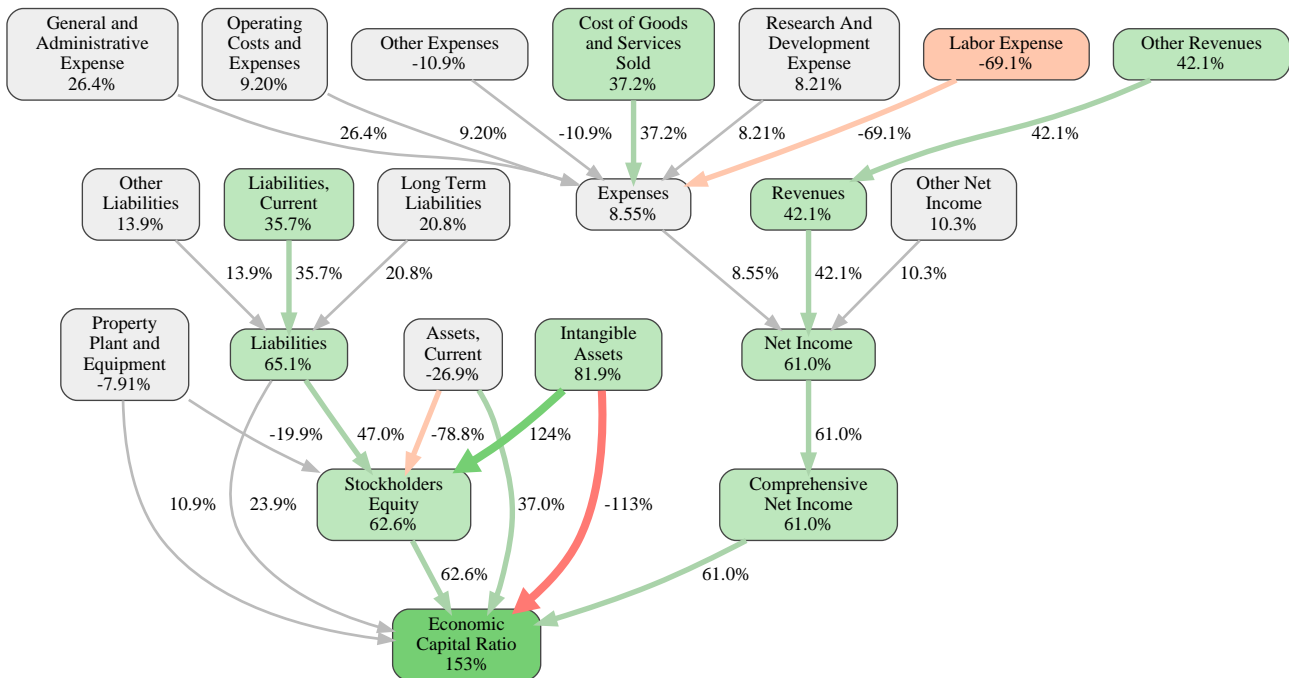 General and
Administrative
Expense
26.4%
Operating
Costs and
Expenses
9.20%
Other Expenses
-10.9%
Cost of Goods
and Services
Sold
37.2%
Research And
Development
Expense
8.21%
Labor Expense
-69.1%
Other Revenues
42.1%
26.4%
9.20%
-10.9%
37.2%
8.21%
-69.1%
42.1%
Other
Liabilities
13.9%
Liabilities,
Current
35.7%
Long Term
Liabilities
20.8%
Expenses
8.55%
Revenues
42.1%
Other Net
Income
10.3%
13.9%
35.7%
20.8%
8.55%
42.1%
10.3%
Property
Plant and
Equipment
-7.91%
Liabilities
65.1%
Assets,
Current
-26.9%
Intangible
Assets
81.9%
Net Income
61.0%
-19.9%
47.0%
-78.8%
124%
61.0%
Stockholders
Equity
62.6%
Comprehensive
Net Income
61.0%
10.9%
23.9%
37.0%
-113%
62.6%
61.0%
Economic
Capital Ratio
153%